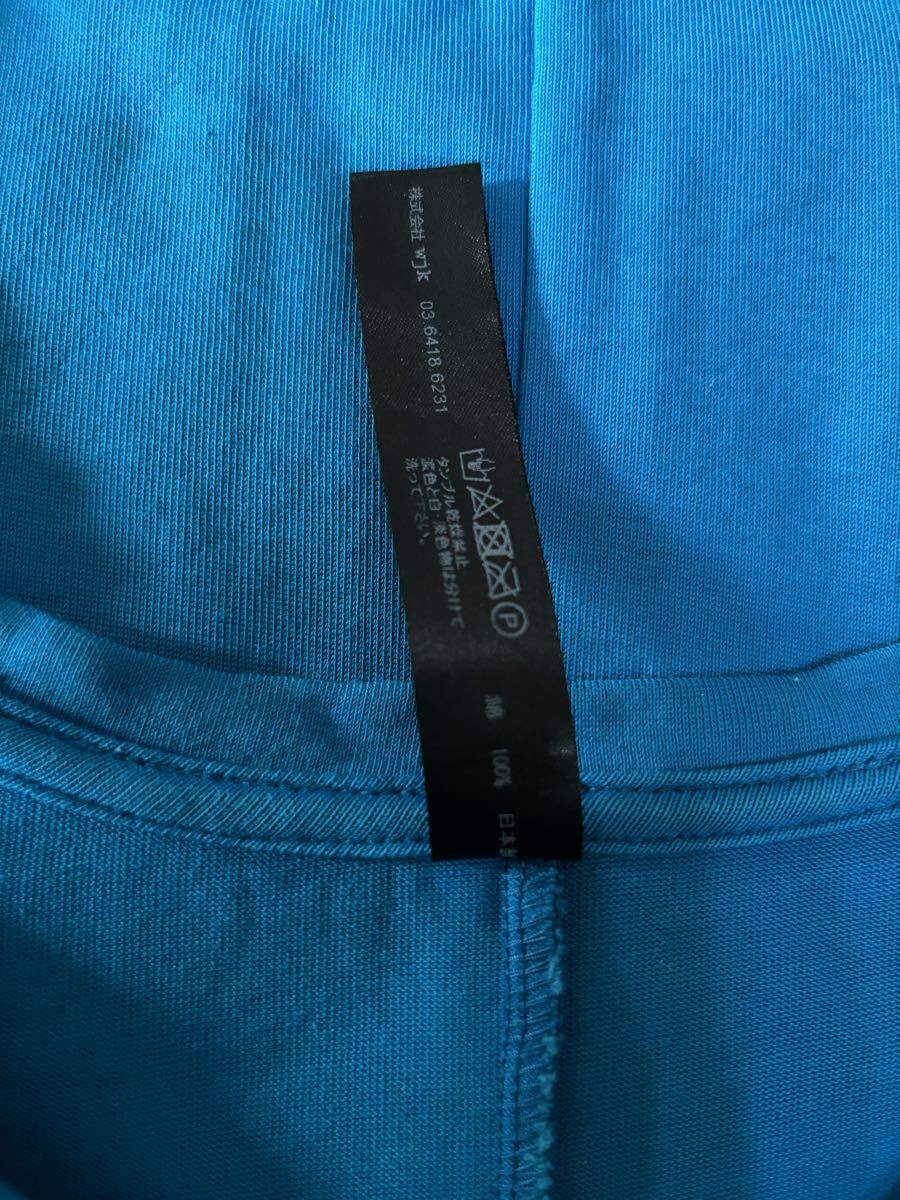 株式会社 wjk 03.6418.6231
Ⓟ
タンブル乾燥禁止
濃色と白・淡色物は分けて
洗って下さい。
綿 100% 日本